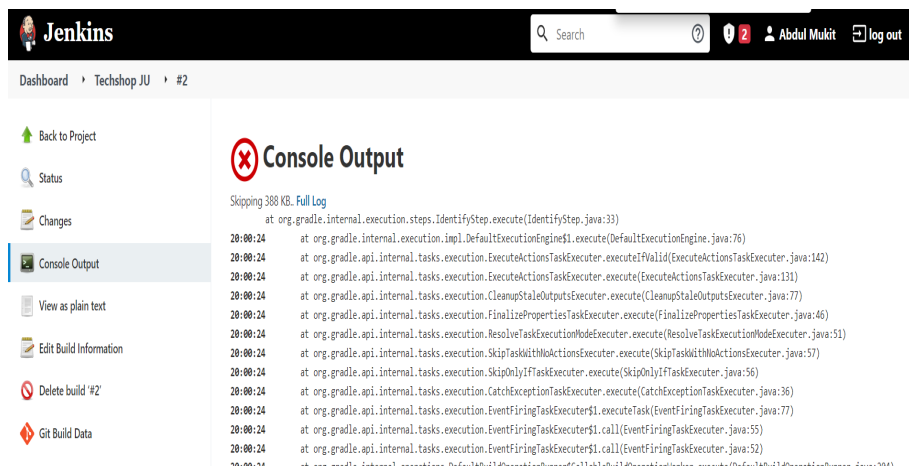 Jenkins
Search
2
Abdul Mukit
log out
Dashboard
Techshop JU
#2
Back to Project
Status
Changes
Console Output
View as plain text
Edit Build Information
Delete build '#2'
Git Build Data
Console Output
Skipping 388 KB.. Full Log
at org.gradle.internal.execution.steps.IdentifyStep.execute(IdentifyStep.java:33)
20:00:24 at org.gradle.internal.execution.impl.DefaultExecutionEngine$1.execute(DefaultExecutionEngine.java:76)
20:00:24 at org.gradle.api.internal.tasks.execution.ExecuteActionsTaskExecuter.executeIfValid(ExecuteActionsTaskExecuter.java:142)
20:00:24 at org.gradle.api.internal.tasks.execution.ExecuteActionsTaskExecuter.execute(ExecuteActionsTaskExecuter.java:131)
20:00:24 at org.gradle.api.internal.tasks.execution.CleanupStaleOutputsExecuter.execute(CleanupStaleOutputsExecuter.java:77)
20:00:24 at org.gradle.api.internal.tasks.execution.FinalizePropertiesTaskExecuter.execute(FinalizePropertiesTaskExecuter.java:46)
20:00:24 at org.gradle.api.internal.tasks.execution.ResolveTaskExecutionModeExecuter.execute(ResolveTaskExecutionModeExecuter.java:51)
20:00:24 at org.gradle.api.internal.tasks.execution.SkipTaskWithNoActionsExecuter.execute(SkipTaskWithNoActionsExecuter.java:57)
20:00:24 at org.gradle.api.internal.tasks.execution.SkipOnlyIfTaskExecuter.execute(SkipOnlyIfTaskExecuter.java:56)
20:00:24 at org.gradle.api.internal.tasks.execution.CatchExceptionTaskExecuter.execute(CatchExceptionTaskExecuter.java:36)
20:00:24 at org.gradle.api.internal.tasks.execution.EventFiringTaskExecuter$1.executeTask(EventFiringTaskExecuter.java:77)
20:00:24 at org.gradle.api.internal.tasks.execution.EventFiringTaskExecuter$1.call(EventFiringTaskExecuter.java:55)
20:00:24 at org.gradle.api.internal.tasks.execution.EventFiringTaskExecuter$1.call(EventFiringTaskExecuter.java:52)